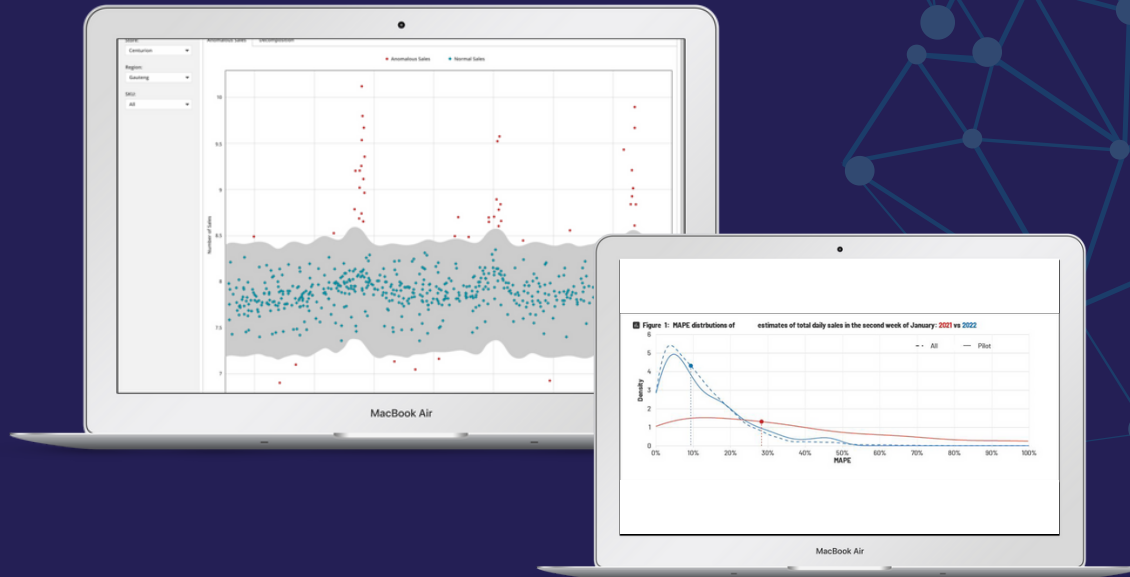 Store:
Centurion
Region:
Gauteng
SKU:
All
Anomalous Sales Decomposition
Anomalous Sales Normal Sales
Number of Sales
10
9.5
9
8.5
8
7.5
7
MacBook Air
Figure 1: MAPE distrbutions of estimates of total daily sales in the second week of January: 2021 vs 2022
All Pilot
Density
6
5
4
3
2
1
0
0% 10% 20% 30% 40% 50% 60% 70% 80% 90% 100%
MAPE
MacBook Air